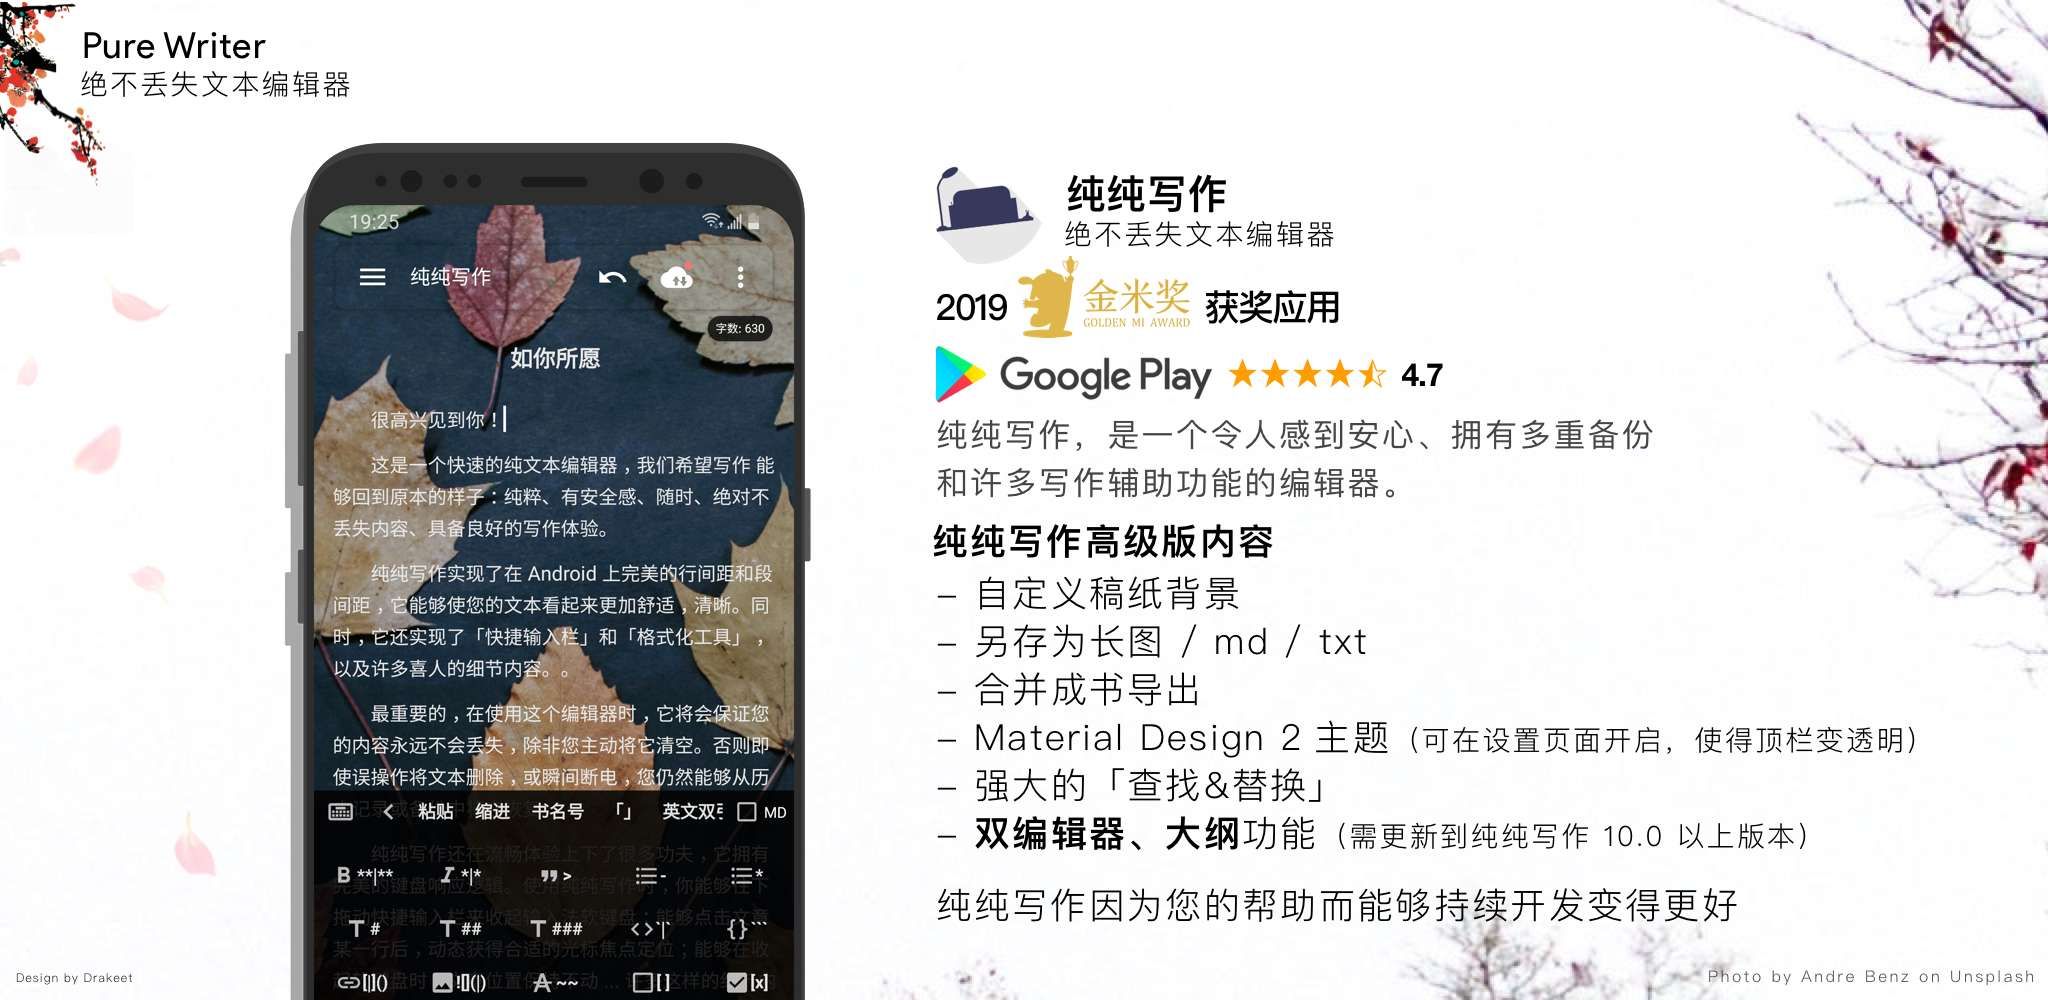 Pure Writer
绝不丢失文本编辑器
19:25
纯纯写作
字数: 630
如你所愿
很高兴见到你！
这是一个快速的纯文本编辑器，我们希望写作 能
够回到原本的样子：纯粹、有安全感、随时、绝对不
丢失内容、具备良好的写作体验。
纯纯写作实现了在 Android 上完美的行间距和段
间距，它能够使您的文本看起来更加舒适，清晰。同
时，它还实现了「快捷输入栏」和「格式化工具」，
以及许多喜人的细节内容。。
最重要的，在使用这个编辑器时，它将会保证您
的内容永远不会丢失，除非您主动将它清空。否则即
使误操作将文本删除，或瞬间断电，您仍然能够从历
粘贴 缩进 书名号 「」 英文双 MD
纯纯写作还在流畅体验上下了很多功夫，它拥有
B **|** I *|* > - *
T # T ## T ### <> `|` {} ```
[|]() ![](|) A ~~ [ ] [x]
纯纯写作
绝不丢失文本编辑器
2019 金米奖 获奖应用
GOLDEN MI AWARD
Google Play 4.7
纯纯写作，是一个令人感到安心、拥有多重备份
和许多写作辅助功能的编辑器。
纯纯写作高级版内容
– 自定义稿纸背景
– 另存为长图 / md / txt
– 合并成书导出
– Material Design 2 主题（可在设置页面开启，使得顶栏变透明）
– 强大的「查找&替换」
– 双编辑器、大纲功能（需更新到纯纯写作 10.0 以上版本）
纯纯写作因为您的帮助而能够持续开发变得更好
Design by Drakeet
Photo by Andre Benz on Unsplash